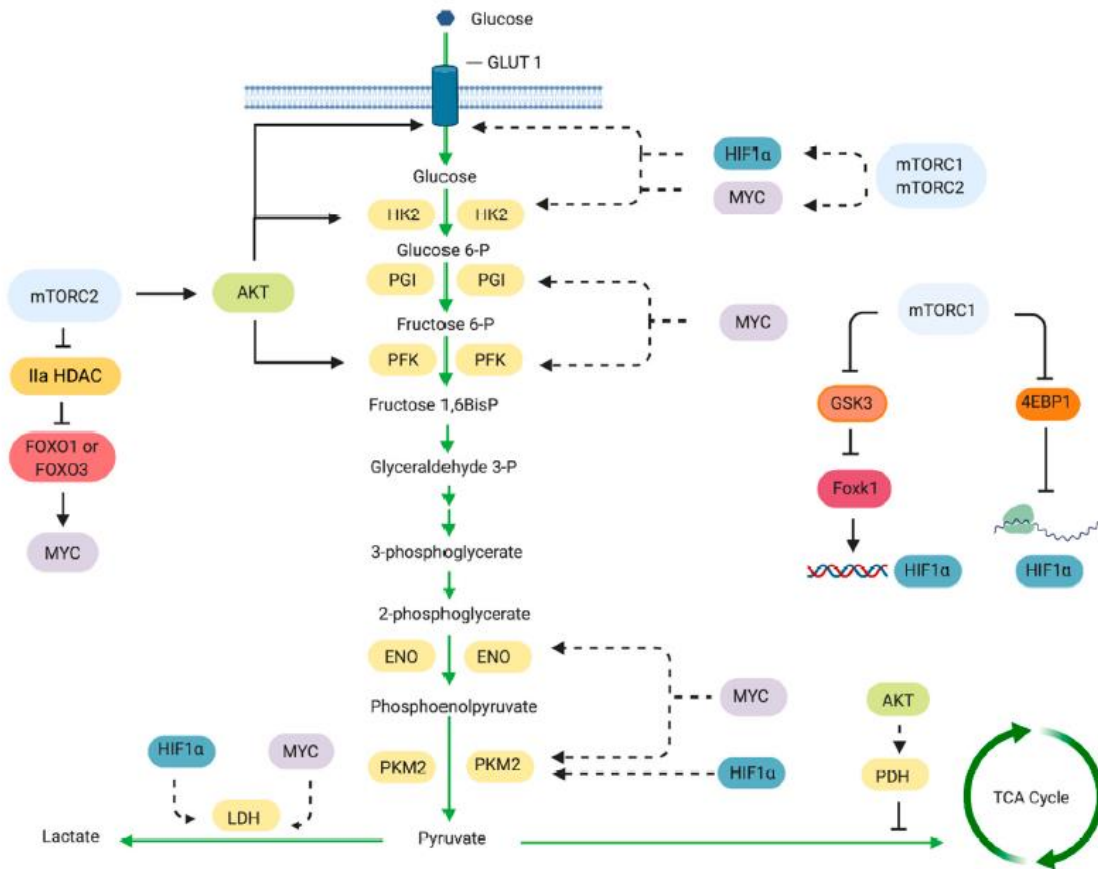 Glucose
GLUT 1
Glucose
HIF1α
MYC
mTORC1
mTORC2
HK2 HK2
Glucose 6-P
PGI PGI
mTORC2
AKT
Fructose 6-P
MYC
mTORC1
PFK PFK
IIa HDAC
Fructose 1,6BisP
GSK3
4EBP1
FOXO1 or
FOXO3
Glyceraldehyde 3-P
Foxk1
MYC
3-phosphoglycerate
HIF1α
HIF1α
2-phosphoglycerate
ENO ENO
MYC
AKT
Phosphoenolpyruvate
HIF1α
MYC
PKM2 PKM2
HIF1α
PDH
TCA Cycle
LDH
Lactate
Pyruvate